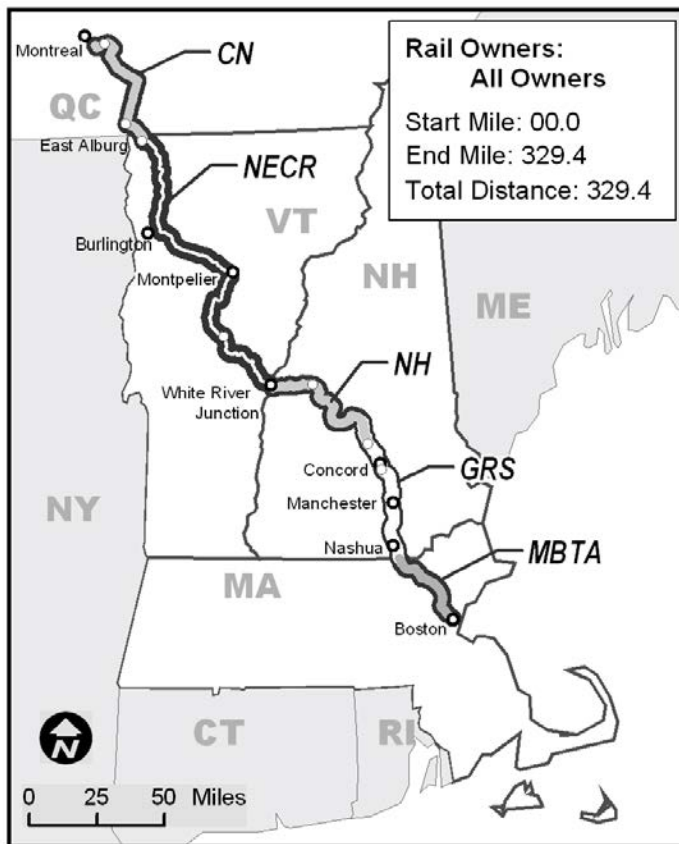 Rail Owners:
All Owners
Start Mile: 00.0
End Mile: 329.4
Total Distance: 329.4
Montreal
CN
QC
East Alburg
NECR
VT
Burlington
Montpelier
NH
ME
White River
Junction
NH
Concord
GRS
Manchester
NY
Nashua
MBTA
MA
Boston
CT
RI
N
0 25 50 Miles